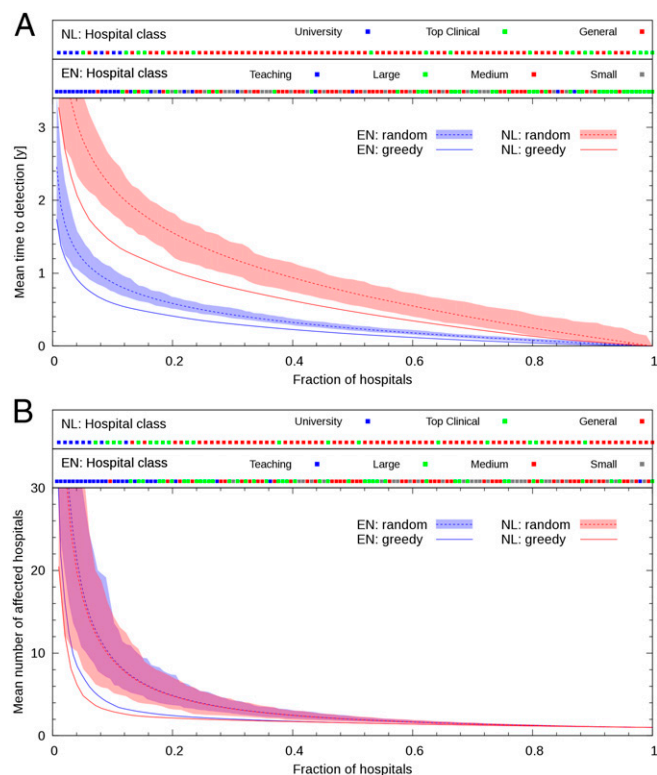 A
NL: Hospital class
University
Top Clinical
General
EN: Hospital class
Teaching
Large
Medium
Small
3
2
1
0
Mean time to detection [y]
EN: random
EN: greedy
NL: random
NL: greedy
0 0.2 0.4 0.6 0.8 1
Fraction of hospitals
B
NL: Hospital class
University
Top Clinical
General
EN: Hospital class
Teaching
Large
Medium
Small
30
20
10
0
Mean number of affected hospitals
EN: random
EN: greedy
NL: random
NL: greedy
0 0.2 0.4 0.6 0.8 1
Fraction of hospitals